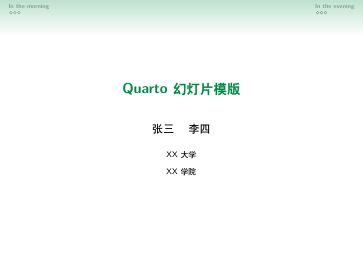 In the morning
In the evening
Quarto 幻灯片模版
张三 李四
XX 大学
XX 学院